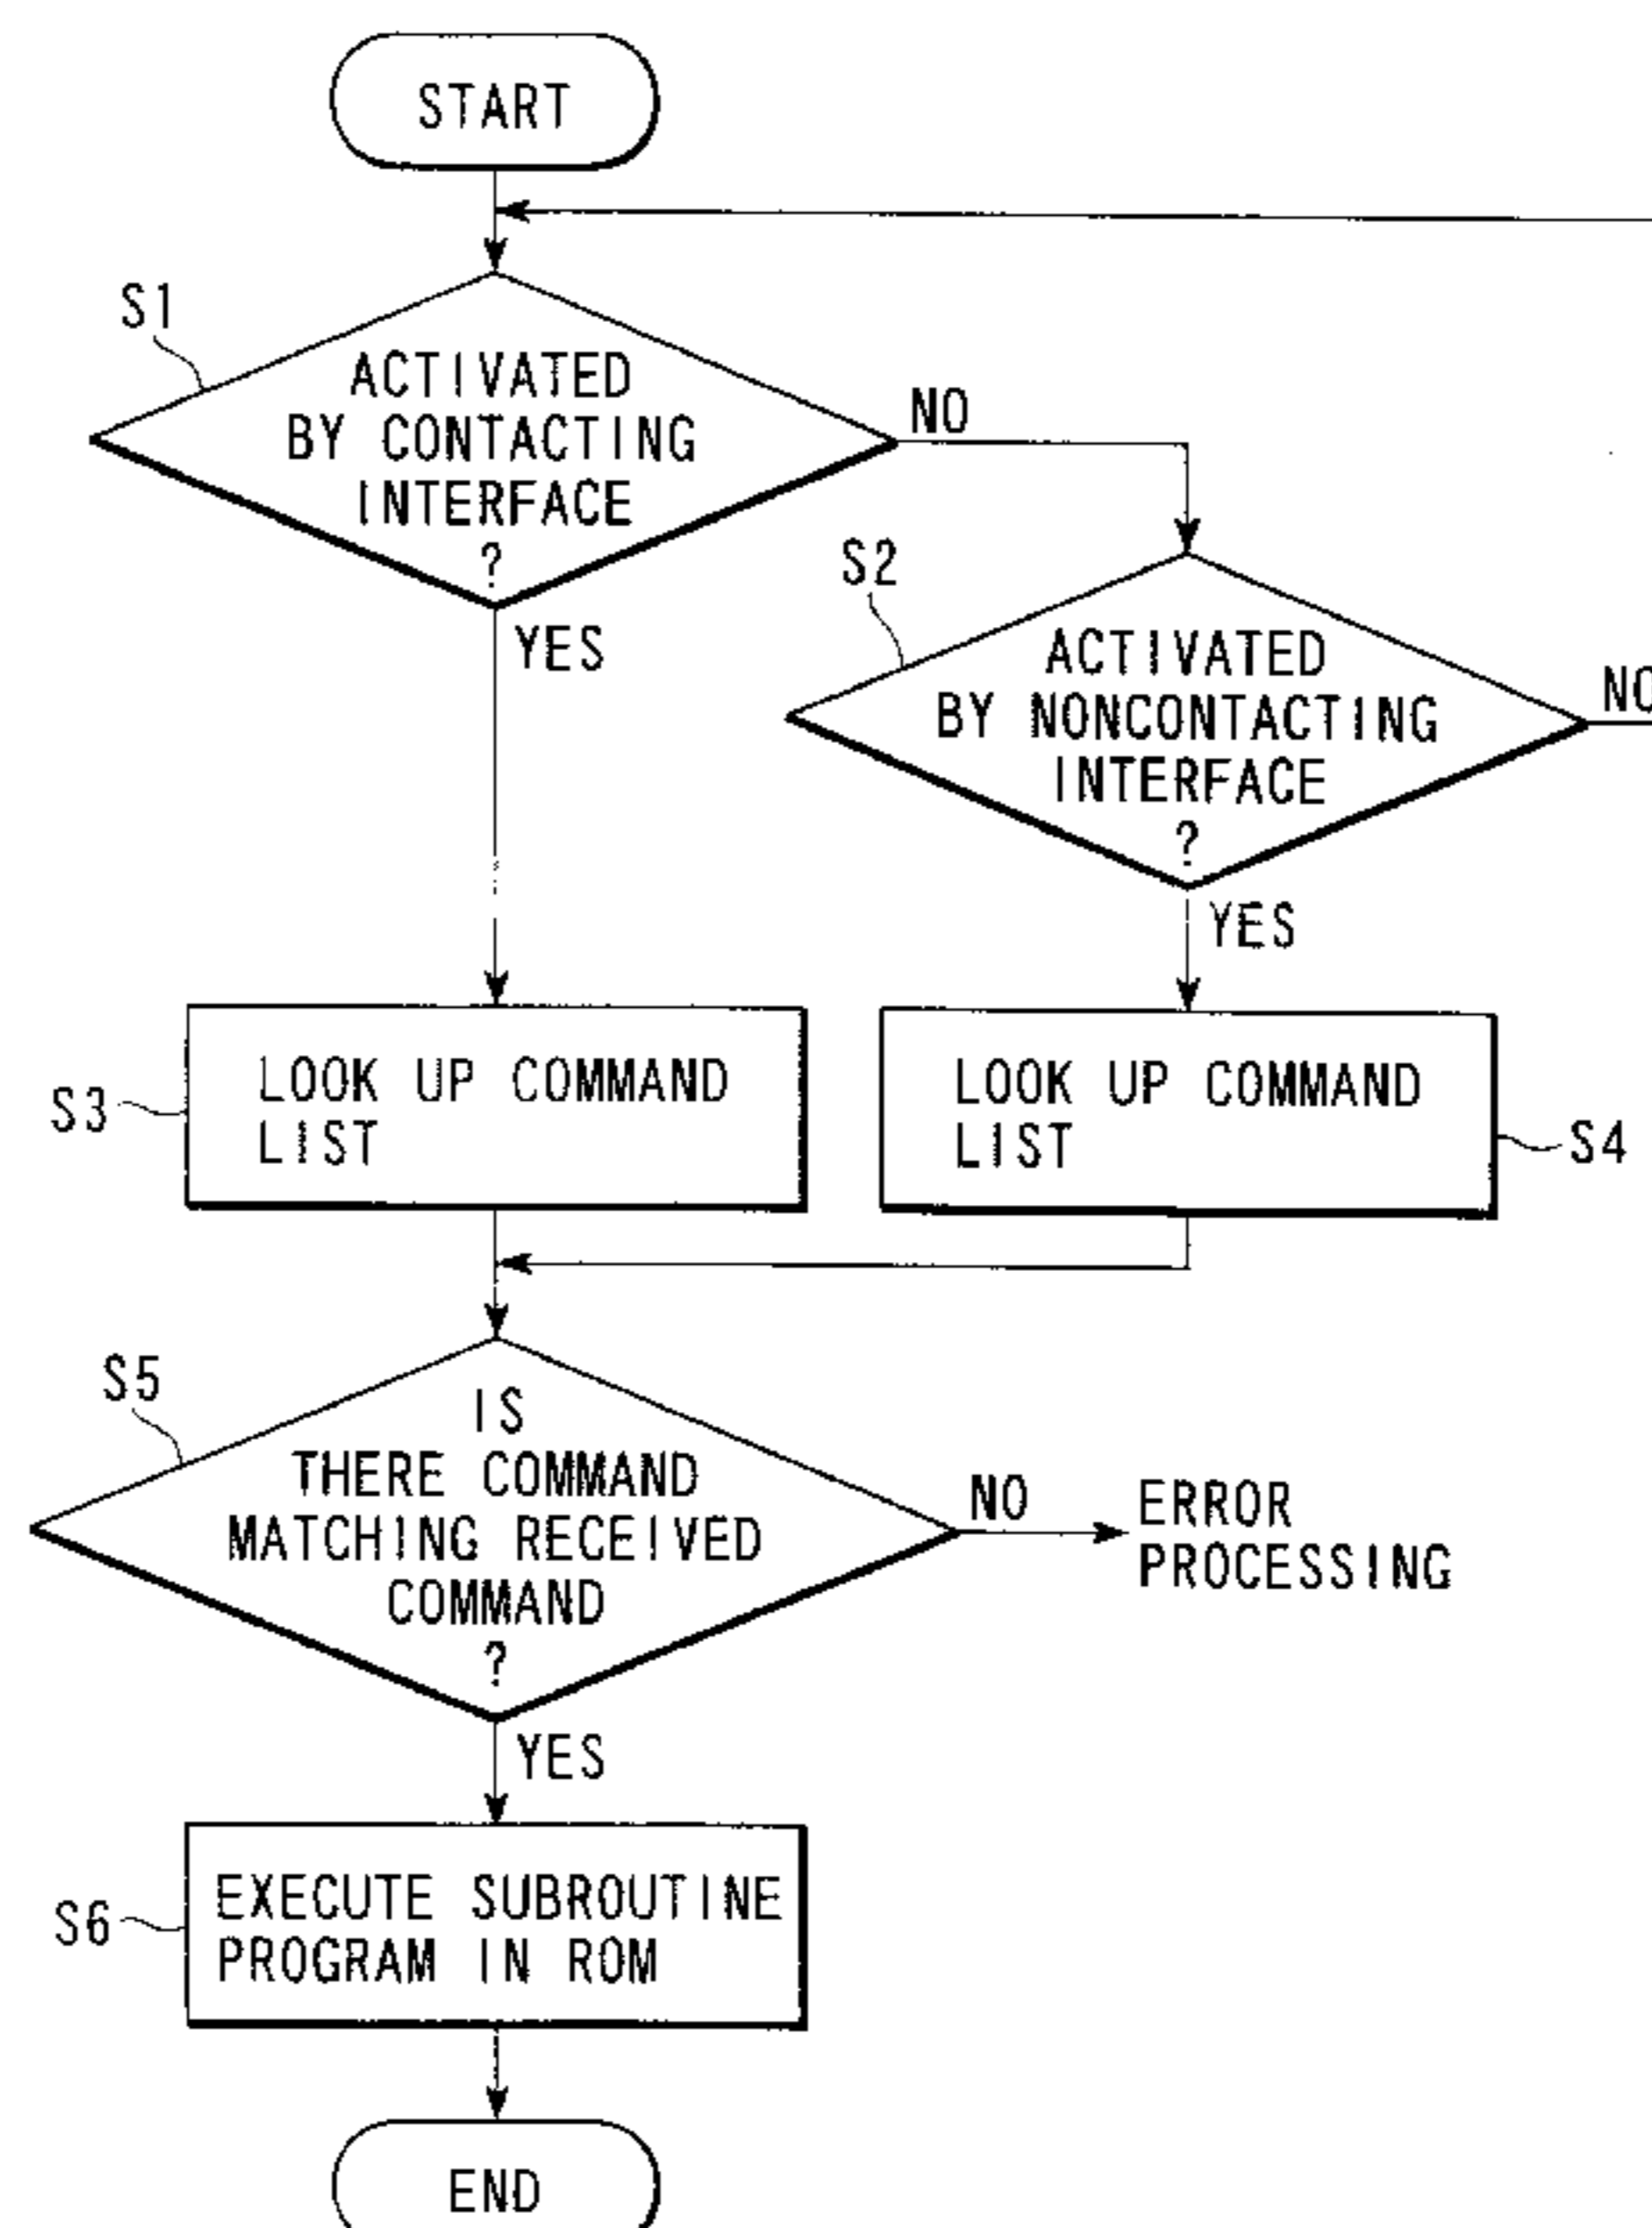 START
S1
ACTIVATED
BY CONTACTING
INTERFACE
?
NO
YES
S2
ACTIVATED
BY NONCONTACTING
INTERFACE
?
NO
YES
S3
LOOK UP COMMAND
LIST
LOOK UP COMMAND
LIST
S4
S5
IS
THERE COMMAND
MATCHING RECEIVED
COMMAND
?
NO
ERROR
PROCESSING
YES
S6
EXECUTE SUBROUTINE
PROGRAM IN ROM
END